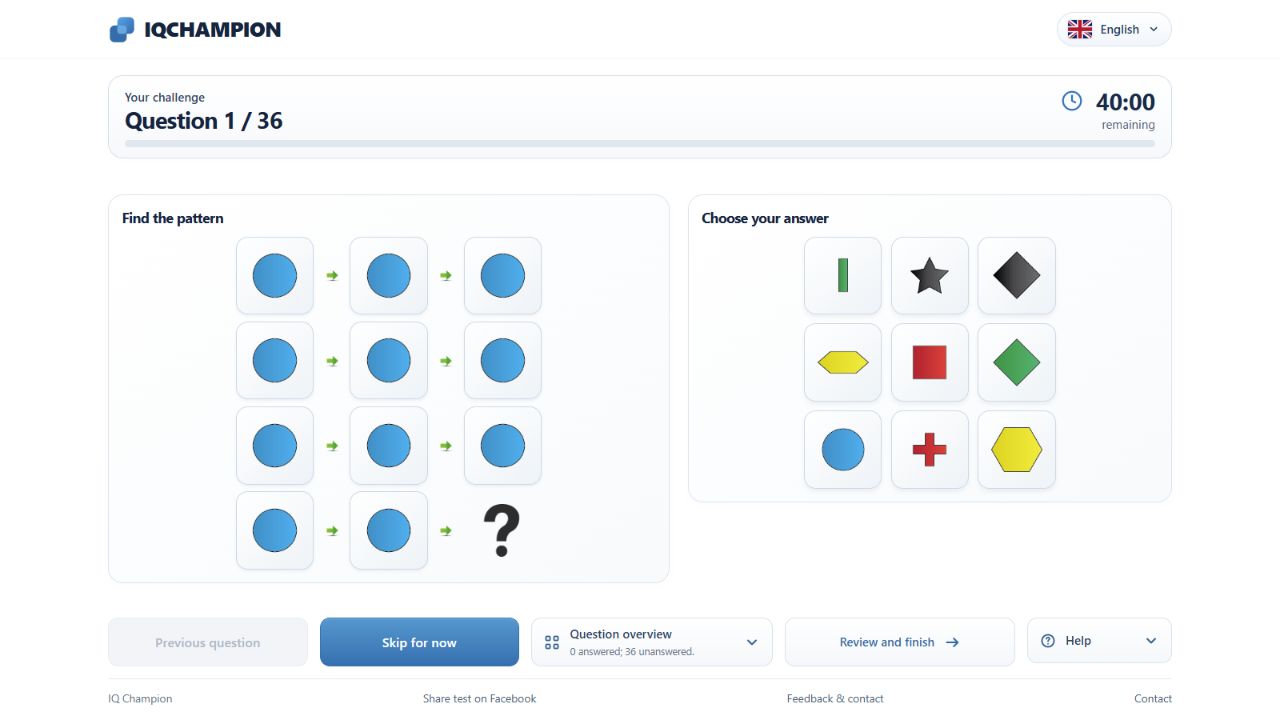 IQCHAMPION
English
Your challenge
Question 1 / 36
40:00
remaining
Find the pattern
Choose your answer
?
Previous question
Skip for now
Question overview
0 answered; 36 unanswered.
Review and finish
Help
IQ Champion
Share test on Facebook
Feedback & contact
Contact